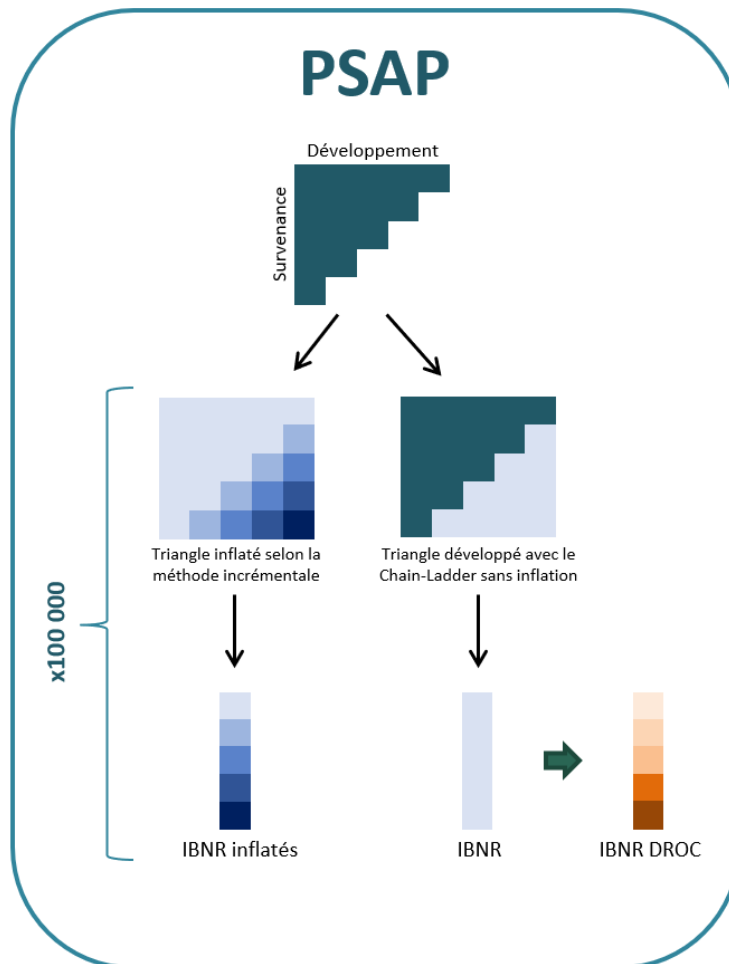 PSAP
Développement
Survenance
Triangle inflaté selon la
méthode incrémentale
Triangle développé avec le
Chain-Ladder sans inflation
x100 000
IBNR inflatés
IBNR
IBNR DROC